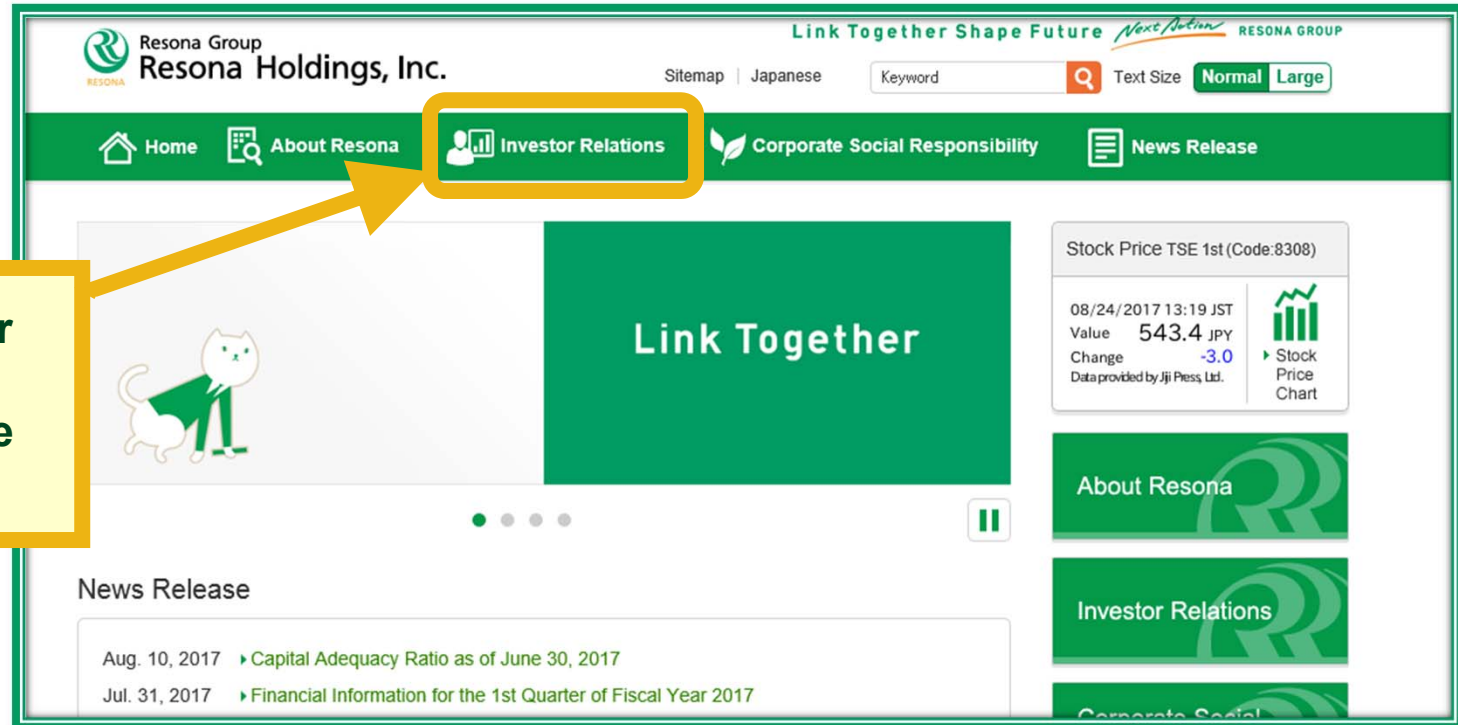 Link Together Shape Future Next Action RESONA GROUP
Resona Group
Resona Holdings, Inc.
RESONA
Sitemap | Japanese Keyword Text Size Normal Large
Home About Resona Investor Relations Corporate Social Responsibility News Release
Link Together
Stock Price TSE 1st (Code:8308)
08/24/2017 13:19 JST
Value 543.4 JPY
Change -3.0
Data provided by Jiji Press, Ltd.
Stock
Price
Chart
About Resona
Investor Relations
Corporate Social
News Release
Aug. 10, 2017 Capital Adequacy Ratio as of June 30, 2017
Jul. 31, 2017 Financial Information for the 1st Quarter of Fiscal Year 2017